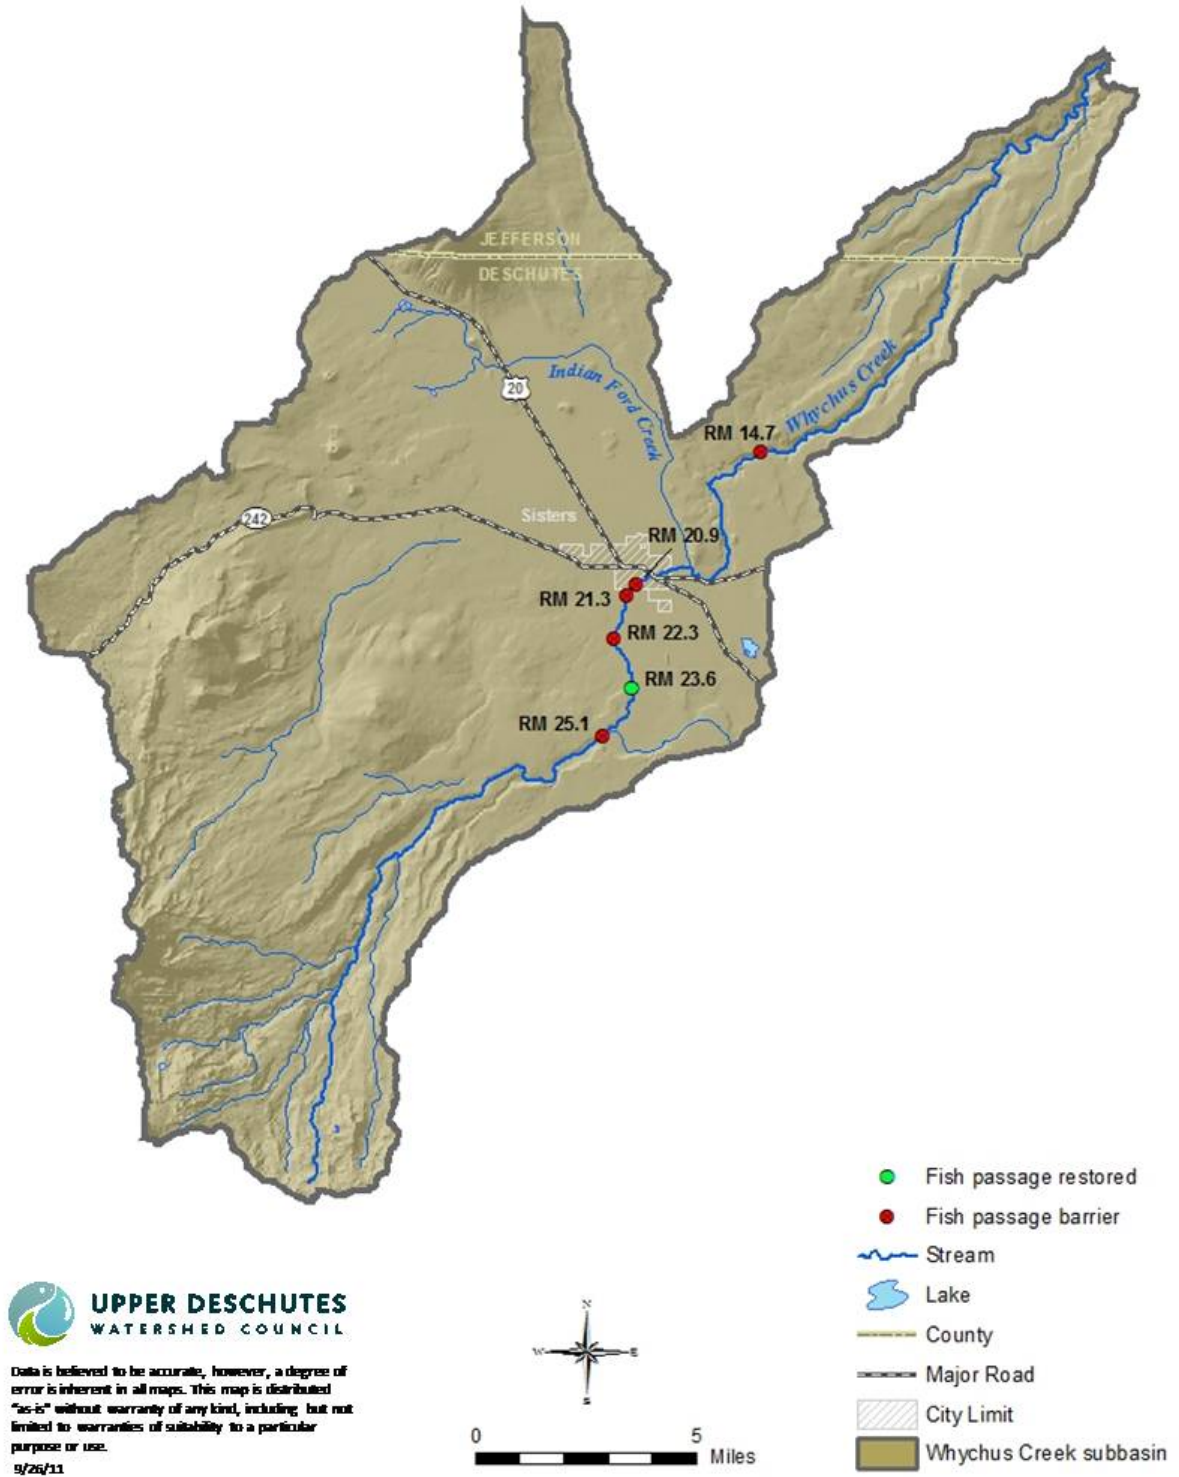 JEFFERSON
DESCHUTES
20
Indian Ford Creek
Whychus Creek
RM 14.7
242
Sisters
RM 20.9
RM 21.3
RM 22.3
RM 23.6
RM 25.1
Fish passage restored
Fish passage barrier
Stream
Lake
County
Major Road
City Limit
Whychus Creek subbasin
UPPER DESCHUTES
WATERSHED COUNCIL
Data is believed to be accurate, however, a degree of
error is inherent in all maps. This map is distributed
"as-is" without warranty of any kind, including but not
limited to warranties of suitability to a particular
purpose or use.
9/26/11
N
W E
S
0 5
Miles